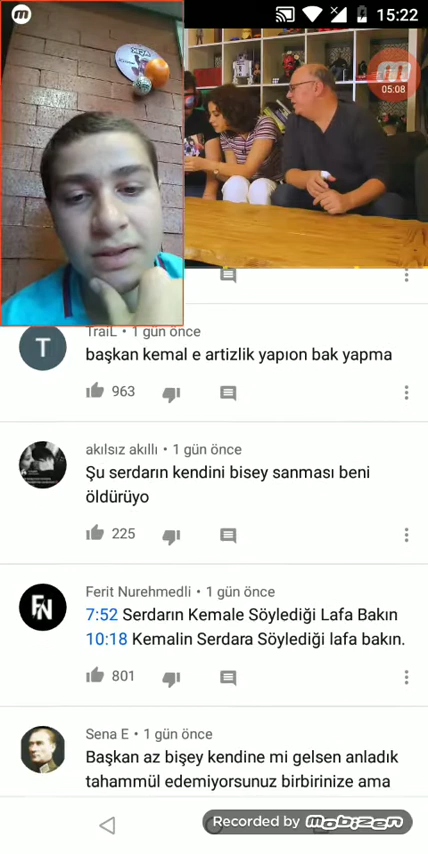 15:22
05:08
TraiL • 1 gün önce
T
başkan kemal e artizlik yapıon bak yapma
963
akılsız akıllı • 1 gün önce
Şu serdarın kendini bisey sanması beni
öldürüyo
225
Ferit Nurehmedli • 1 gün önce
FN
7:52 Serdarın Kemale Söylediği Lafa Bakın
10:18 Kemalin Serdara Söylediği lafa bakın.
801
Sena E • 1 gün önce
Başkan az bişey kendine mi gelsen anladık
tahammül edemiyorsunuz birbirinize ama
Recorded by mobizen